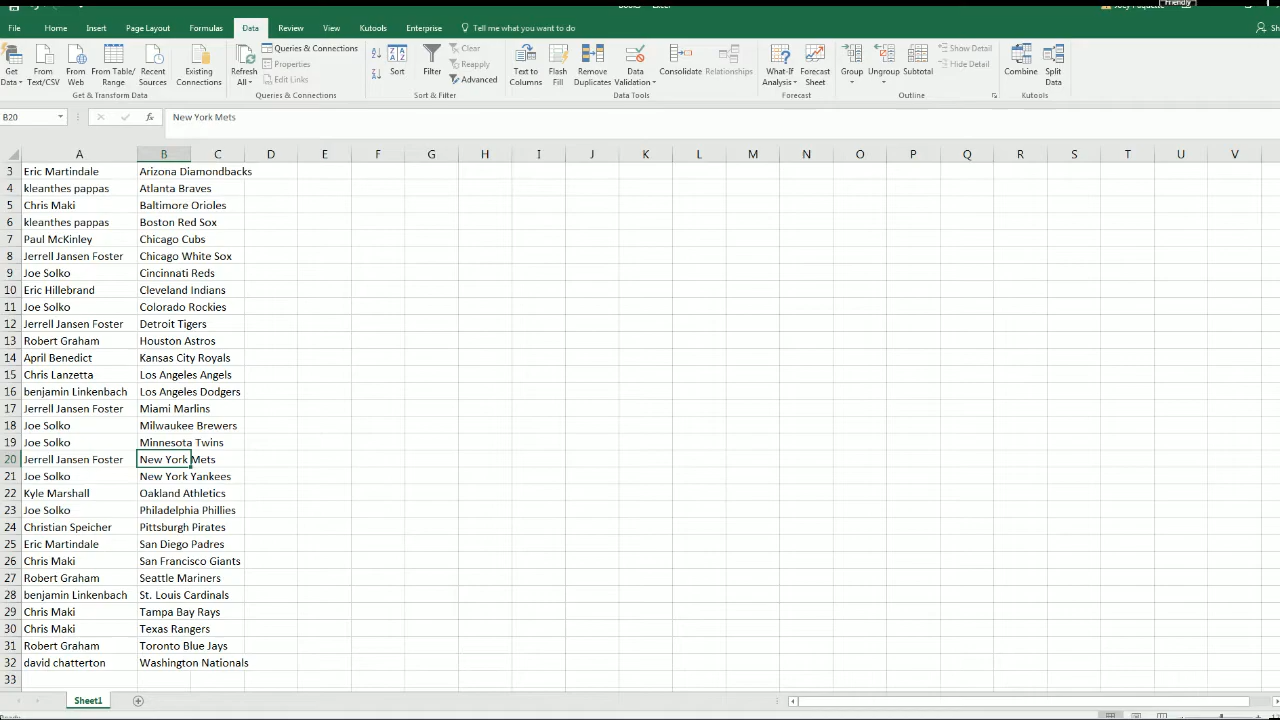 Friendly
File Home Insert Page Layout Formulas Data Review View Kutools Enterprise Tell me what you want to do
Get Data From Text/CSV From Web From Table/ Range Recent Sources Existing Connections Refresh All Queries & Connections Properties Edit Links Sort Filter Clear Reapply Advanced Text to Columns Flash Fill Remove Duplicates Data Validation Consolidate Relationships What-If Analysis Forecast Sheet Group Ungroup Subtotal Show Detail Hide Detail Combine Split Data
Get & Transform Data Queries & Connections Sort & Filter Data Tools Forecast Outline Kutools
B20 fx New York Mets
A B C D E F G H I J K L M N O P Q R S T U V
3 Eric Martindale Arizona Diamondbacks
4 kleanthes pappas Atlanta Braves
5 Chris Maki Baltimore Orioles
6 kleanthes pappas Boston Red Sox
7 Paul McKinley Chicago Cubs
8 Jerrell Jansen Foster Chicago White Sox
9 Joe Solko Cincinnati Reds
10 Eric Hillebrand Cleveland Indians
11 Joe Solko Colorado Rockies
12 Jerrell Jansen Foster Detroit Tigers
13 Robert Graham Houston Astros
14 April Benedict Kansas City Royals
15 Chris Lanzetta Los Angeles Angels
16 benjamin Linkenbach Los Angeles Dodgers
17 Jerrell Jansen Foster Miami Marlins
18 Joe Solko Milwaukee Brewers
19 Joe Solko Minnesota Twins
20 Jerrell Jansen Foster New York Mets
21 Joe Solko New York Yankees
22 Kyle Marshall Oakland Athletics
23 Joe Solko Philadelphia Phillies
24 Christian Speicher Pittsburgh Pirates
25 Eric Martindale San Diego Padres
26 Chris Maki San Francisco Giants
27 Robert Graham Seattle Mariners
28 benjamin Linkenbach St. Louis Cardinals
29 Chris Maki Tampa Bay Rays
30 Chris Maki Texas Rangers
31 Robert Graham Toronto Blue Jays
32 david chatterton Washington Nationals
33
Sheet1